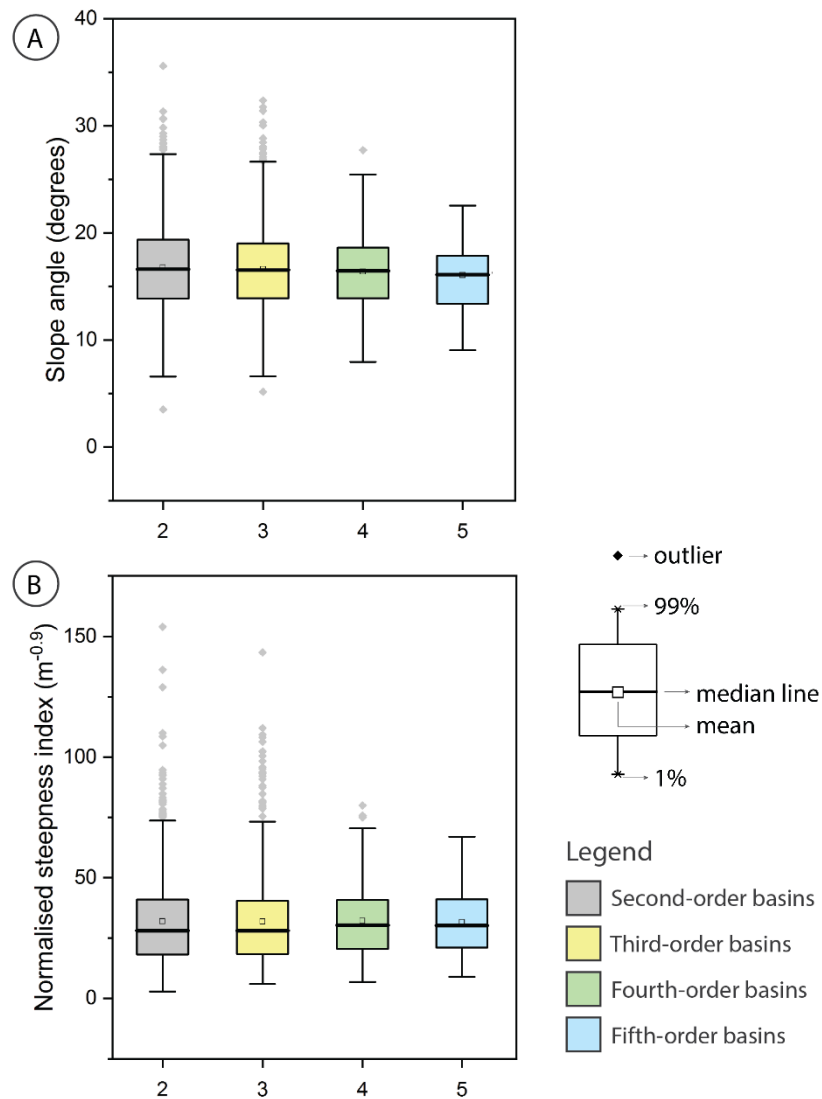 A
Slope angle (degrees)
40
30
20
10
0
2 3 4 5
B
Normalised steepness index (m^-0.9)
150
100
50
0
2 3 4 5
outlier
99%
median line
mean
1%
Legend
Second-order basins
Third-order basins
Fourth-order basins
Fifth-order basins